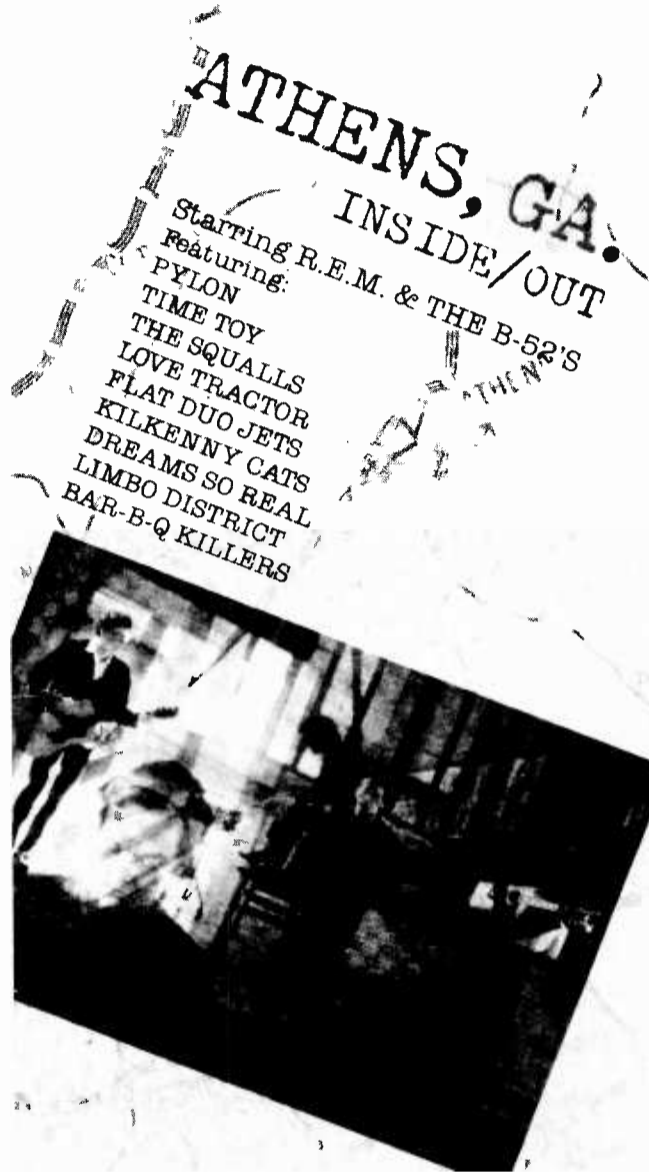 ATHENS, GA.
INSIDE/OUT
Starring R.E.M. & THE B-52'S
Featuring:
PYLON
TIME TOY
THE SQUALLS
LOVE TRACTOR
FLAT DUO JETS
KILKENNY CATS
DREAMS SO REAL
LIMBO DISTRICT
BAR-B-Q KILLERS